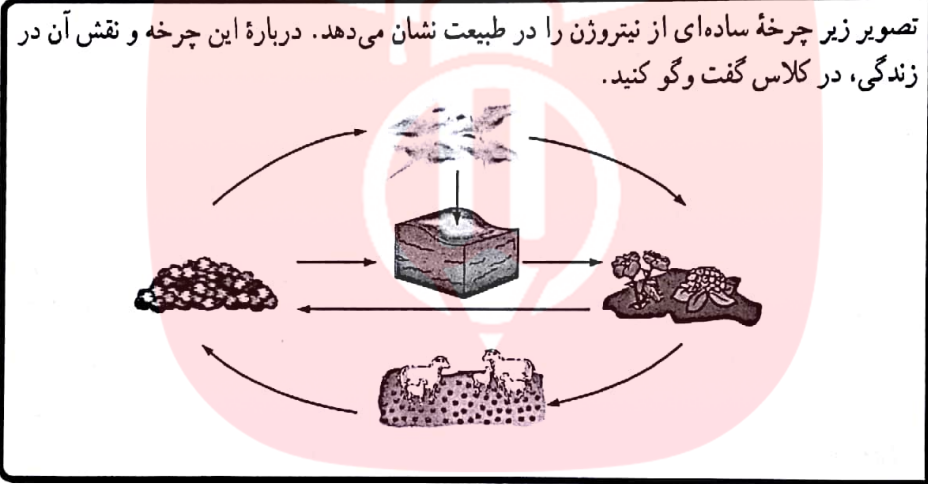 تصویر زیر چرخهٔ ساده‌ای از نیتروژن را در طبیعت نشان می‌دهد. دربارهٔ این چرخه و نقش آن در
زندگی، در کلاس گفت وگو کنید.